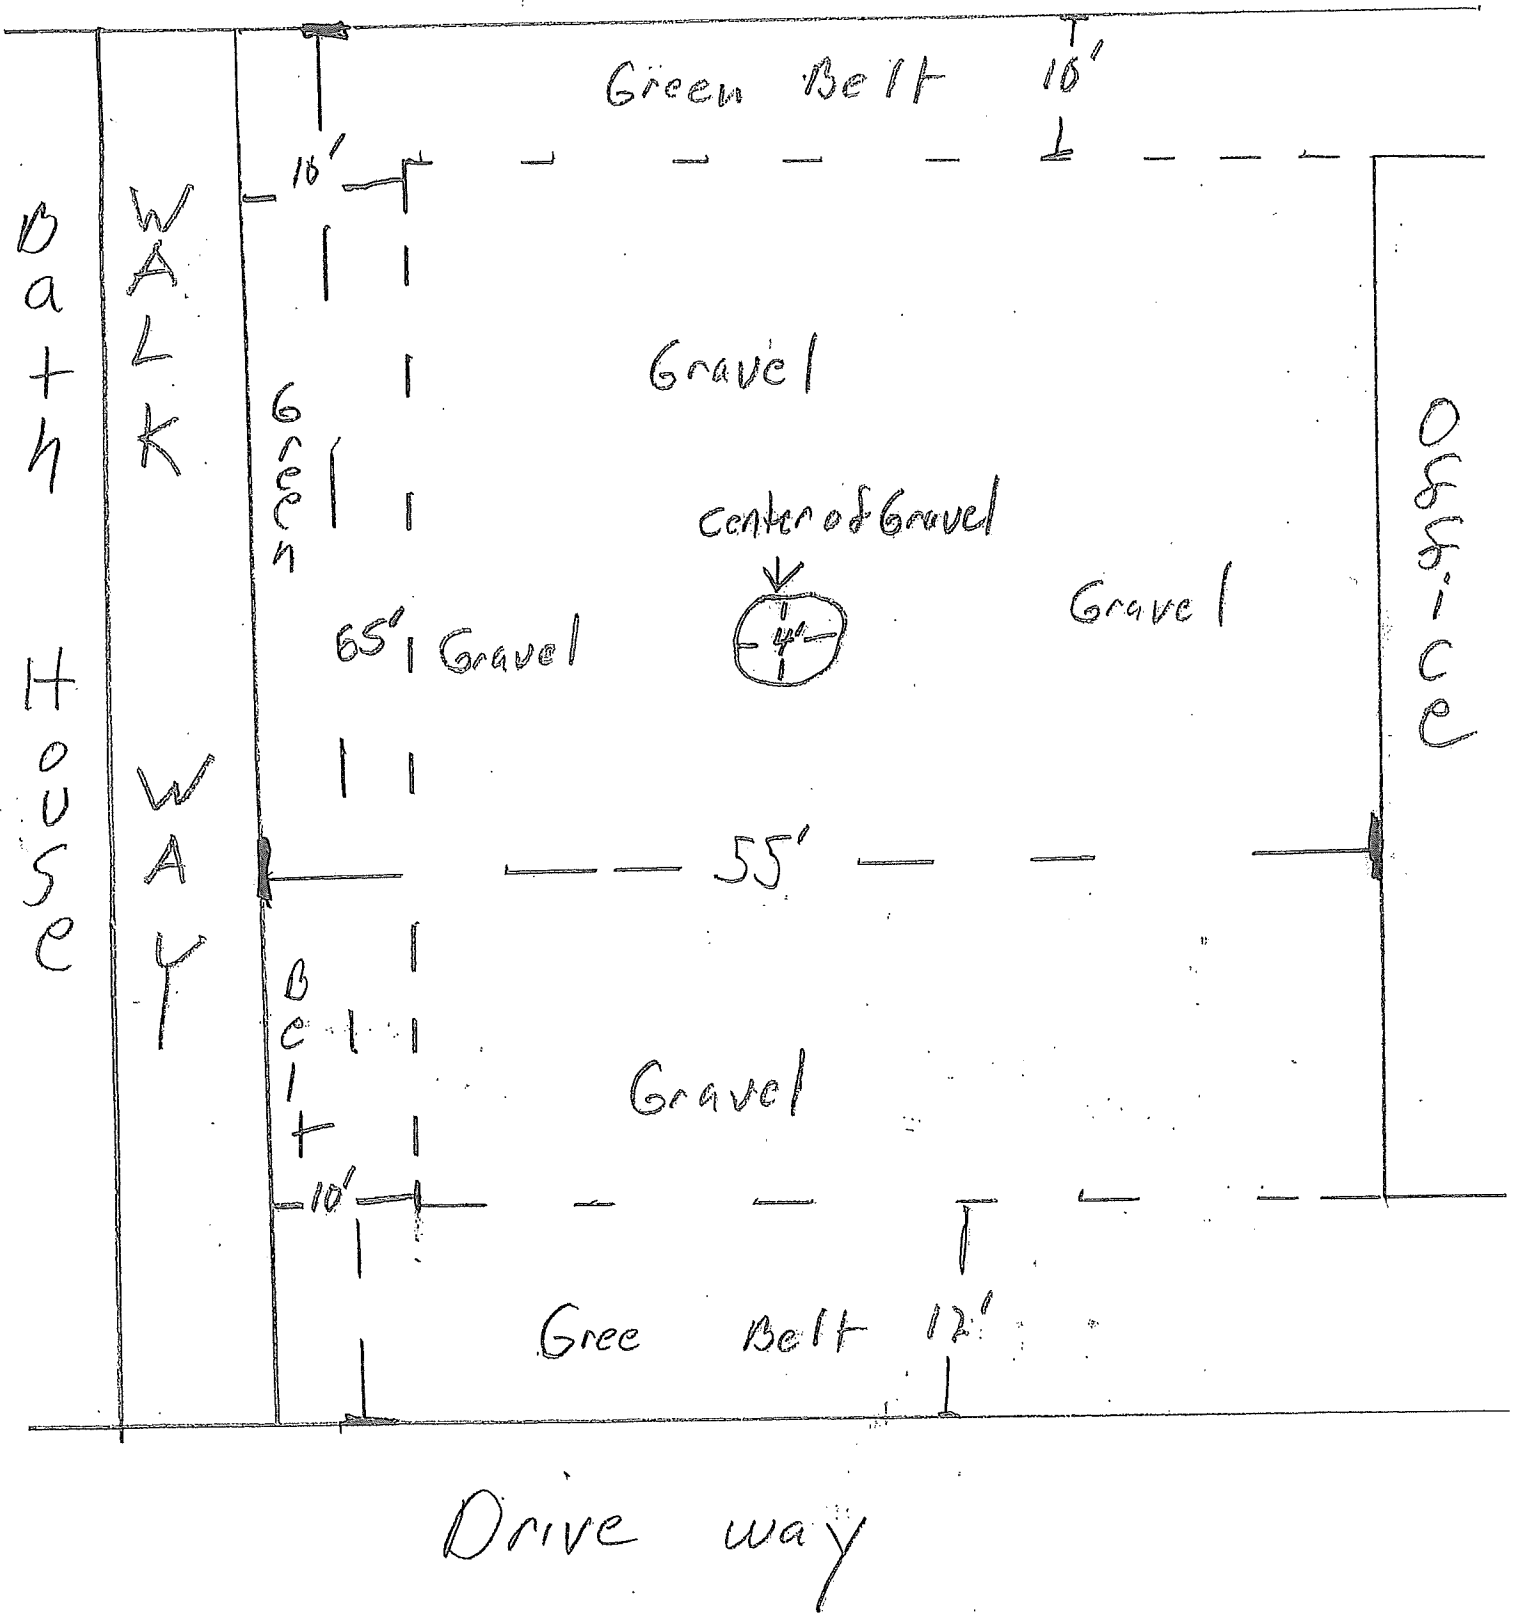 Green Belt 10'
10'
Bath House
WALK WAY
Green Belt
Gravel
center of Gravel
4'
Gravel
65'
Gravel
Office
55'
Gravel
10'
Gree Belt 12'
Drive way